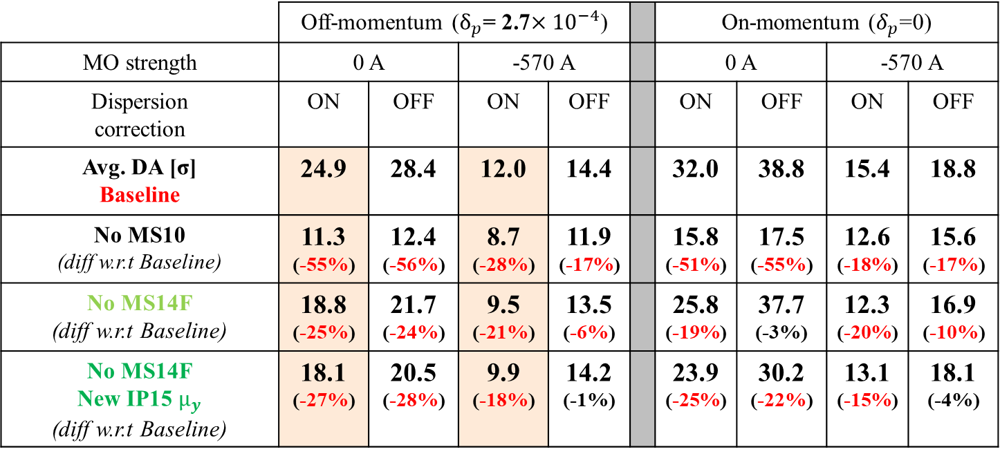 Off-momentum (δ𝑝= 2.7× 10⁻⁴) On-momentum (𝛿𝑝=0)
MO strength 0 A -570 A 0 A -570 A
Dispersion ON OFF ON OFF ON OFF ON OFF
correction
Avg. DA [σ] 24.9 28.4 12.0 14.4 32.0 38.8 15.4 18.8
Baseline
No MS10 11.3 12.4 8.7 11.9 15.8 17.5 12.6 15.6
(diff w.r.t Baseline) (-55%) (-56%) (-28%) (-17%) (-51%) (-55%) (-18%) (-17%)
No MS14F 18.8 21.7 9.5 13.5 25.8 37.7 12.3 16.9
(diff w.r.t Baseline) (-25%) (-24%) (-21%) (-6%) (-19%) (-3%) (-20%) (-10%)
No MS14F 18.1 20.5 9.9 14.2 23.9 30.2 13.1 18.1
New IP15 μ𝑦 (-27%) (-28%) (-18%) (-1%) (-25%) (-22%) (-15%) (-4%)
(diff w.r.t Baseline)